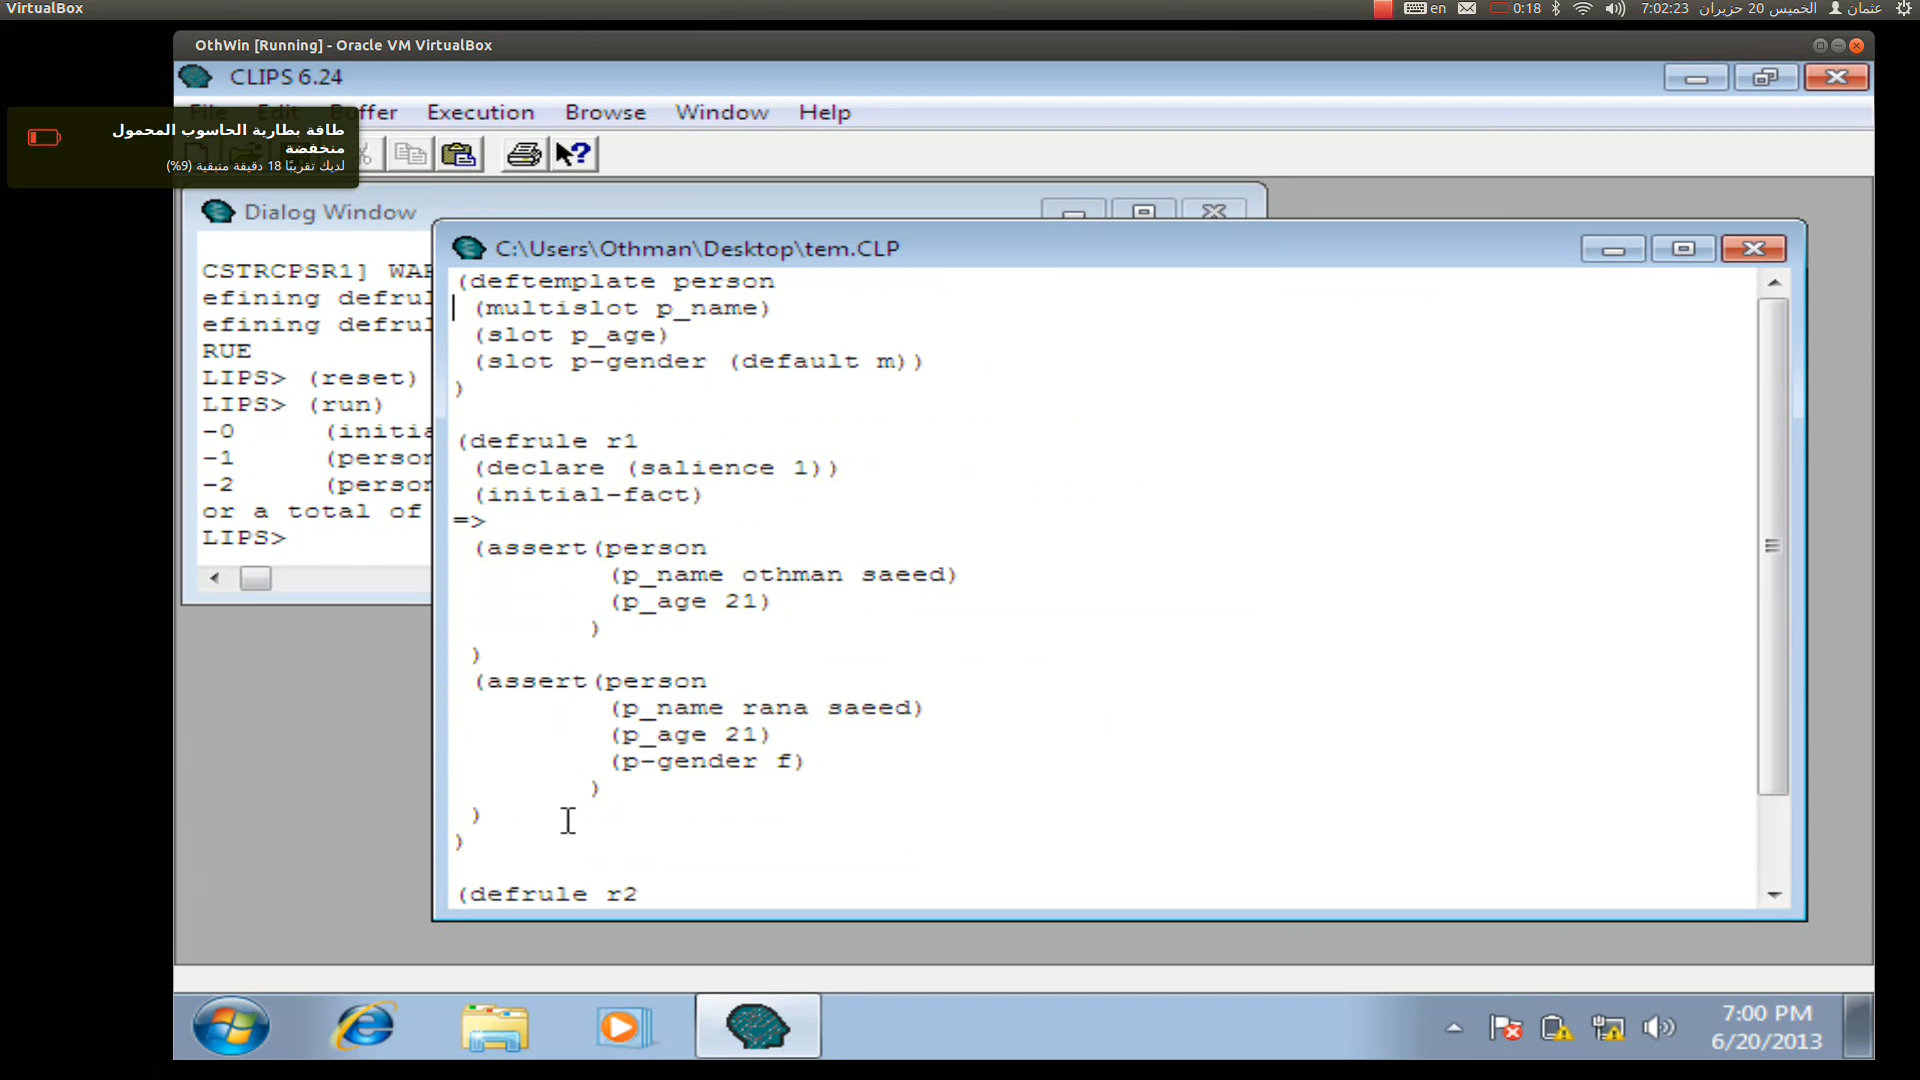 VirtualBox
en
0:18
7:02:23 الخميس 20 حزيران
عثمان
OthWin [Running] - Oracle VM VirtualBox
CLIPS 6.24
File Edit Buffer Execution Browse Window Help
طاقة بطارية الحاسوب المحمول
منخفضة
لديك تقريبًا 18 دقيقة متبقية (9%)
Dialog Window
CSTRCPSR1] WAR
efining defrul
efining defrul
RUE
LIPS> (reset)
LIPS> (run)
-0 (initia
-1 (person
-2 (person
or a total of
LIPS>
C:\Users\Othman\Desktop\tem.CLP
(deftemplate person
(multislot p_name)
(slot p_age)
(slot p-gender (default m))
)
(defrule r1
(declare (salience 1))
(initial-fact)
=>
(assert(person
(p_name othman saeed)
(p_age 21)
)
)
(assert(person
(p_name rana saeed)
(p_age 21)
(p-gender f)
)
)
)
(defrule r2
7:00 PM
6/20/2013